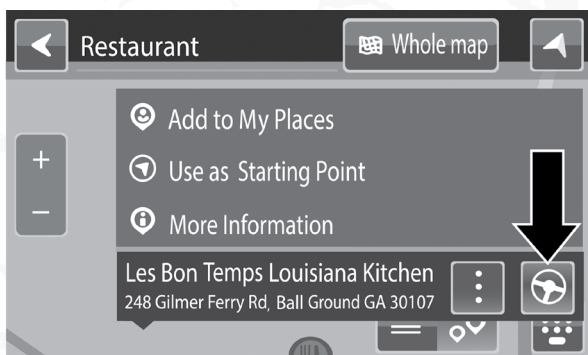 Restaurant
Whole map
Add to My Places
Use as Starting Point
More Information
Les Bon Temps Louisiana Kitchen
248 Gilmer Ferry Rd, Ball Ground GA 30107